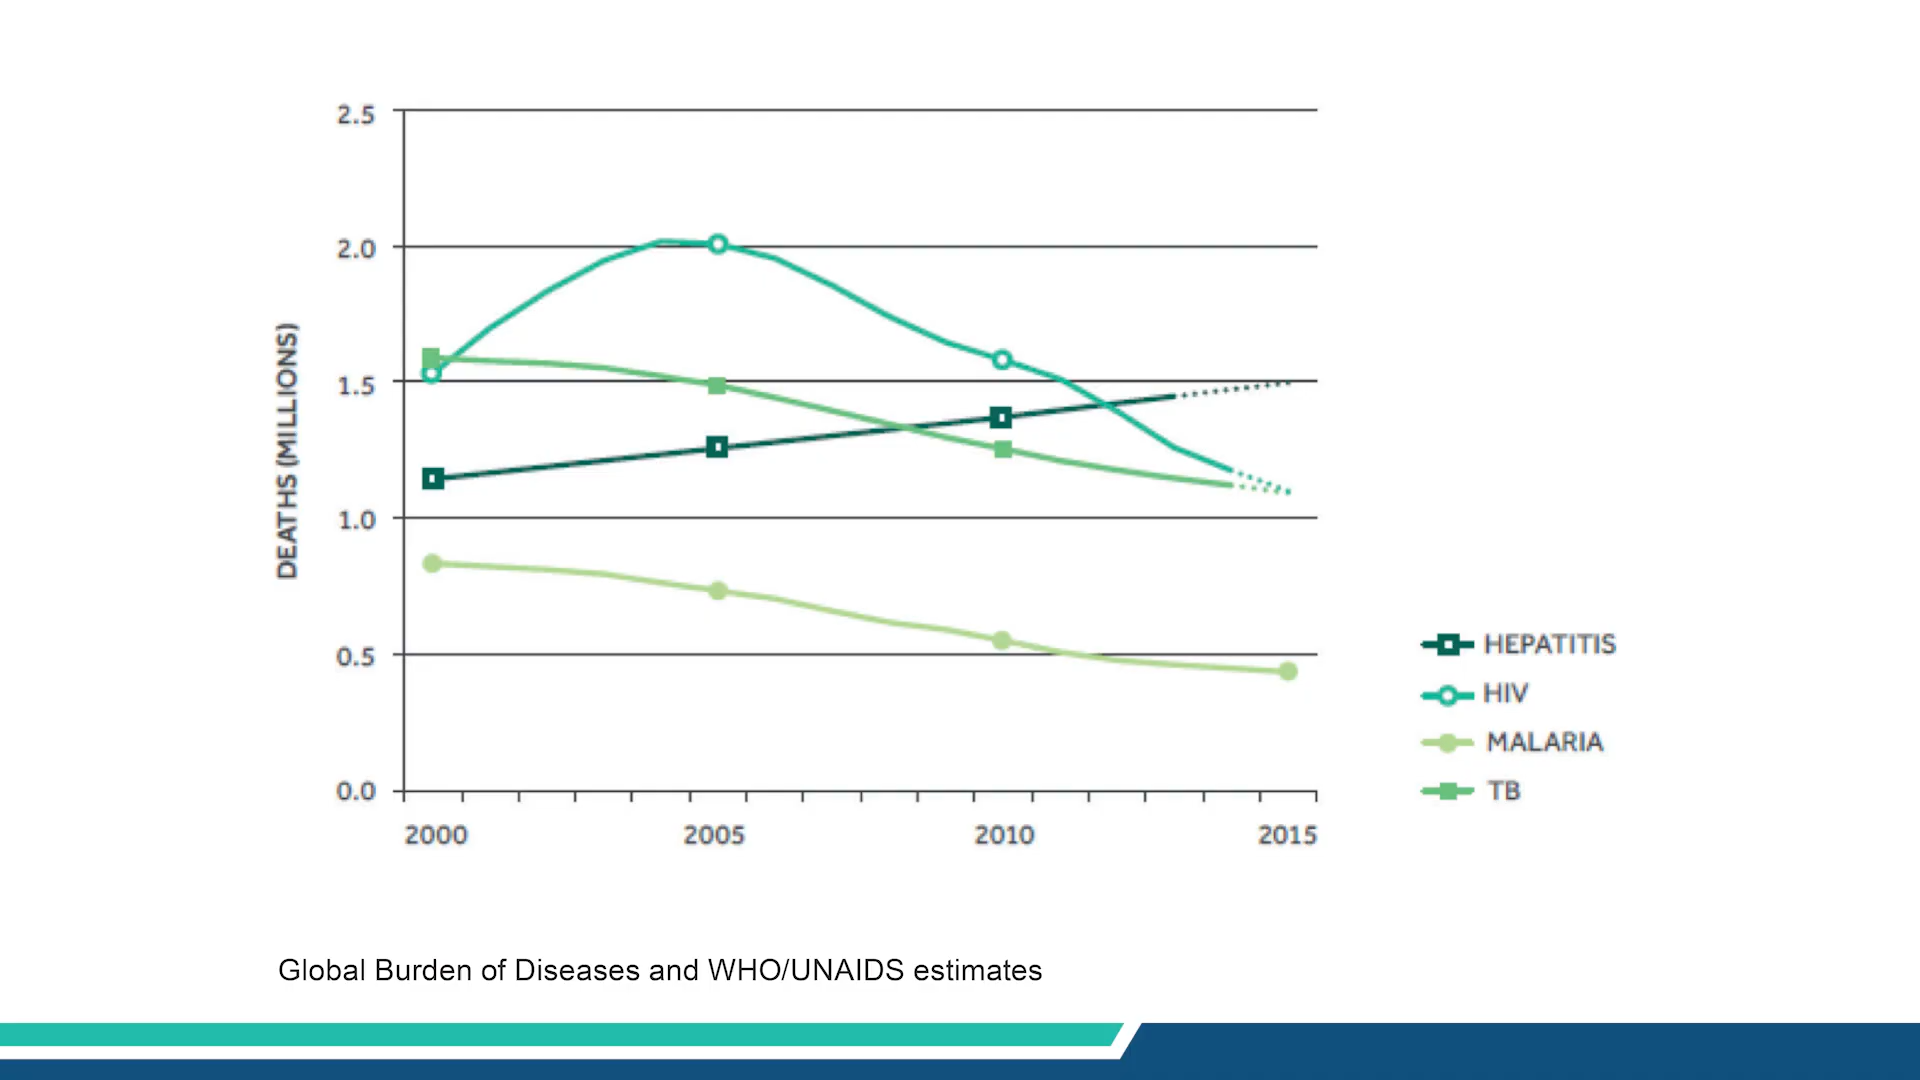 2.5
2.0
1.5
1.0
0.5
0.0
DEATHS (MILLIONS)
2000 2005 2010 2015
HEPATITIS
HIV
MALARIA
TB
Global Burden of Diseases and WHO/UNAIDS estimates